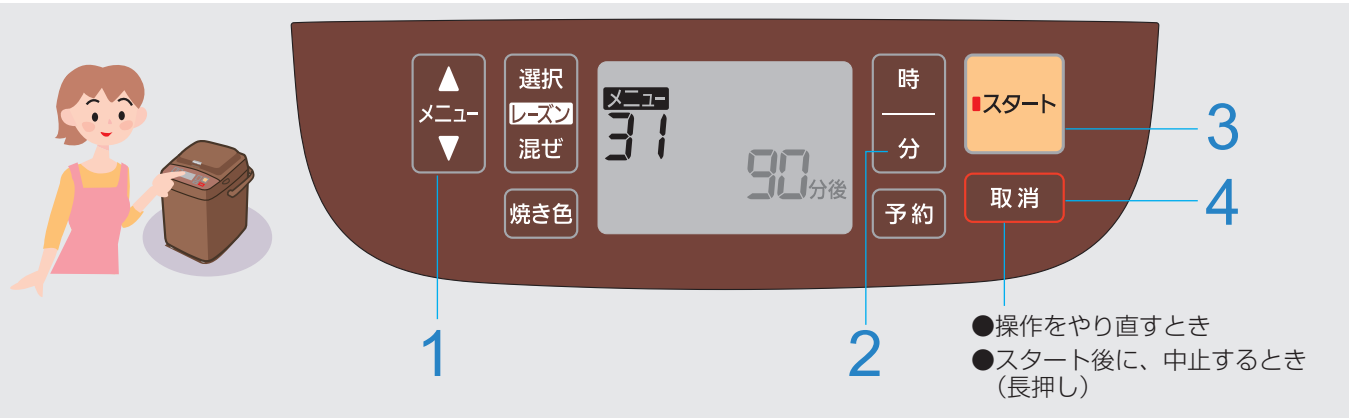 ▲
メニュー
▼
選択
レーズン
混ぜ
焼き色
メニュー
31
90分後
時
分
予約
スタート
取消
1
2
3
4
●操作をやり直すとき
●スタート後に、中止するとき
（長押し）